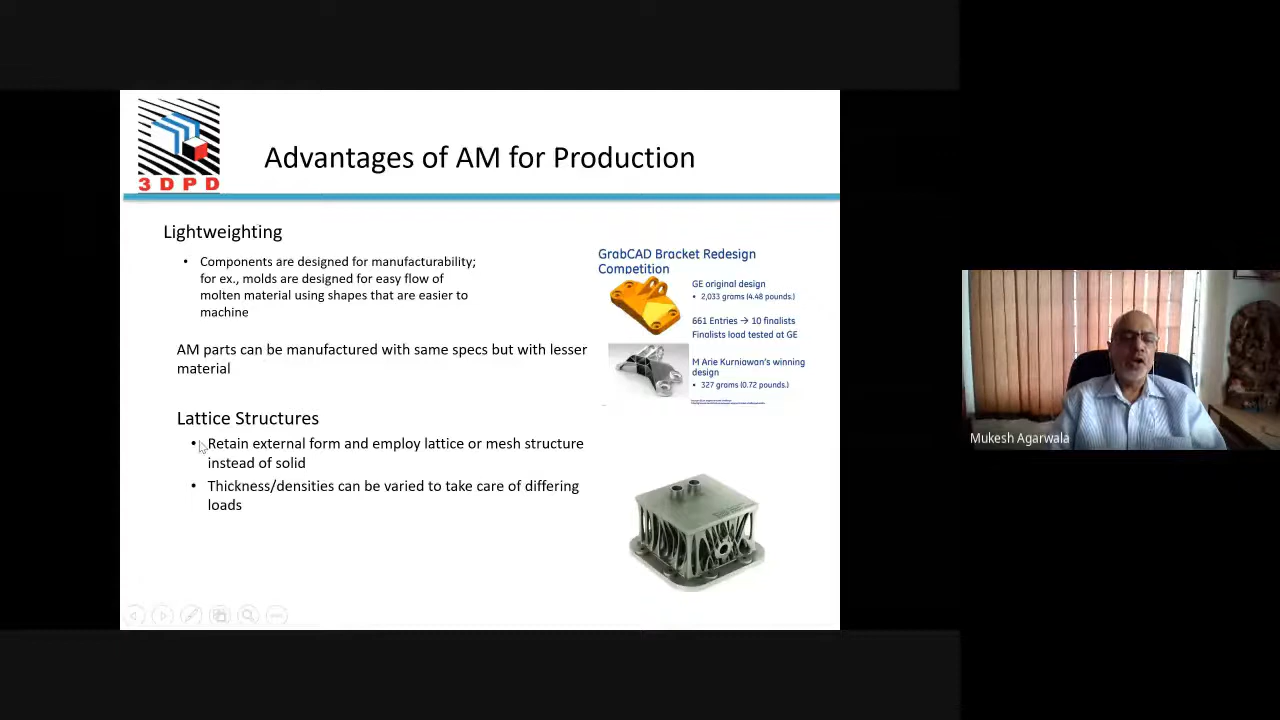 3DPD
Advantages of AM for Production
Lightweighting
• Components are designed for manufacturability;
for ex., molds are designed for easy flow of
molten material using shapes that are easier to
machine
AM parts can be manufactured with same specs but with lesser
material
Lattice Structures
• Retain external form and employ lattice or mesh structure
instead of solid
• Thickness/densities can be varied to take care of differing
loads
GrabCAD Bracket Redesign
Competition
GE original design
• 2,033 grams (4.48 pounds.)
661 Entries → 10 finalists
Finalists load tested at GE
M Arie Kurniawan's winning
design
• 327 grams (0.72 pounds.)
Mukesh Agarwala